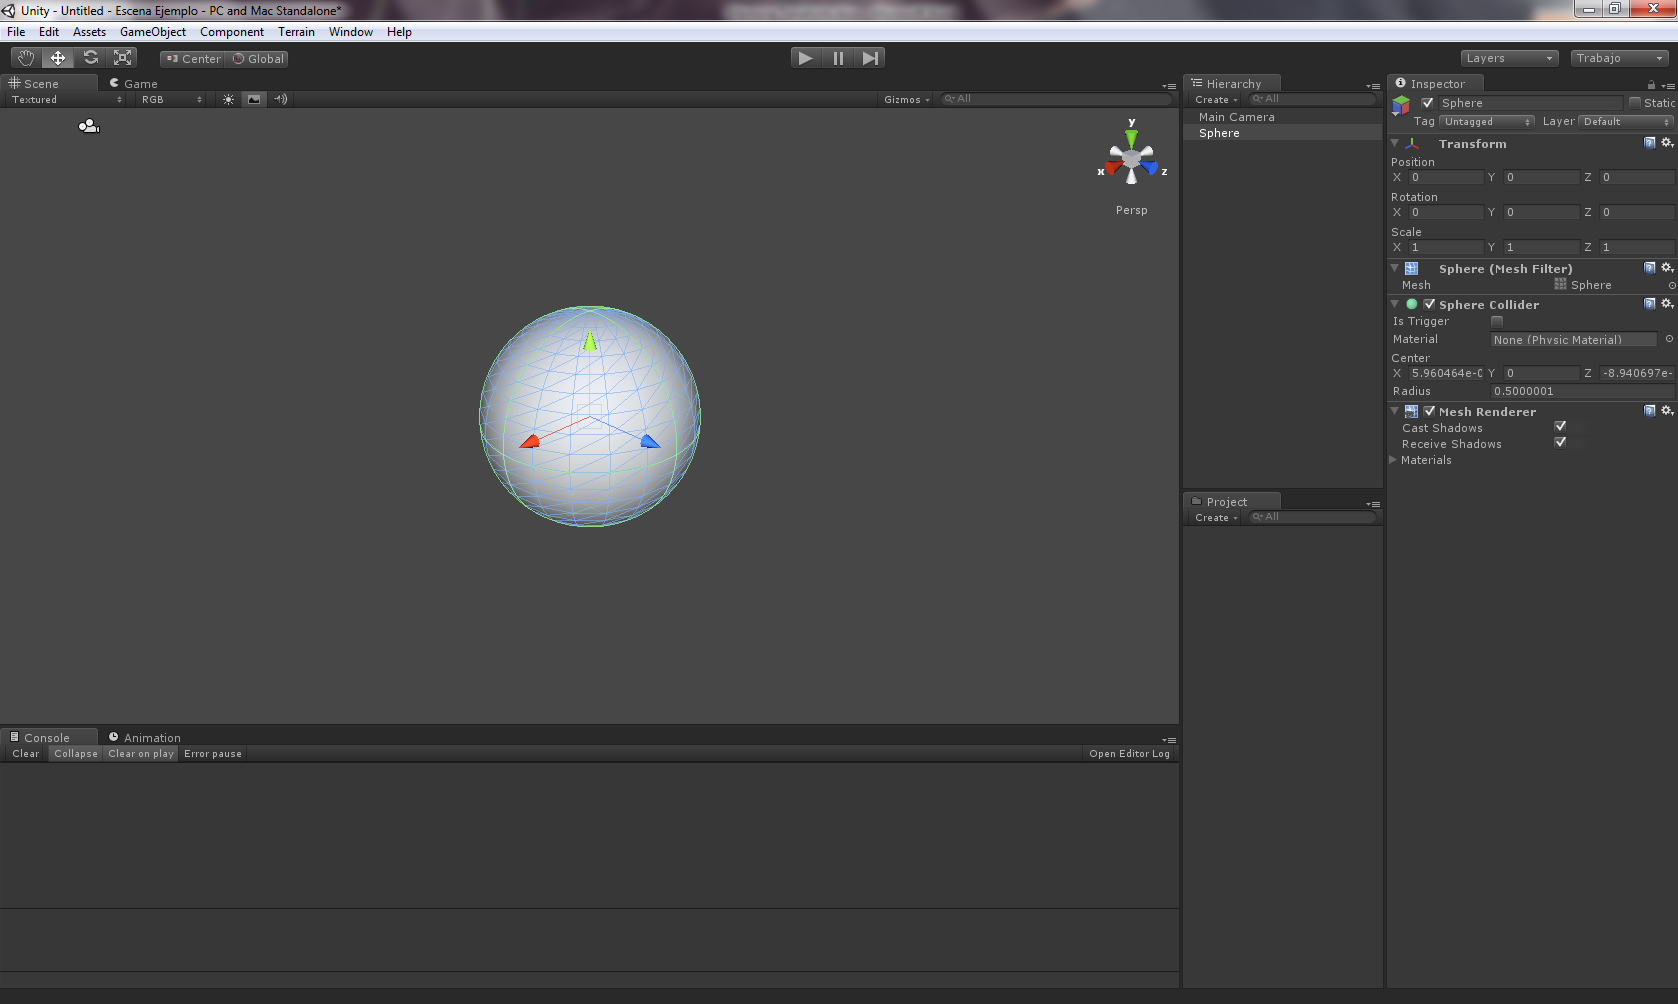 Unity - Untitled - Escena Ejemplo - PC and Mac Standalone*
File Edit Assets GameObject Component Terrain Window Help
Center Global Layers Trabajo
Scene Game
Textured RGB Gizmos All
y
x z
Persp
Hierarchy
Create All
Main Camera
Sphere
Inspector
Sphere Static
Tag Untagged Layer Default
Transform
Position
X 0 Y 0 Z 0
Rotation
X 0 Y 0 Z 0
Scale
X 1 Y 1 Z 1
Sphere (Mesh Filter)
Mesh Sphere
Sphere Collider
Is Trigger
Material None (Physic Material)
Center
X 5.960464e-0 Y 0 Z -8.940697e-
Radius 0.5000001
Mesh Renderer
Cast Shadows
Receive Shadows
Materials
Project
Create All
Console Animation
Clear Collapse Clear on play Error pause Open Editor Log